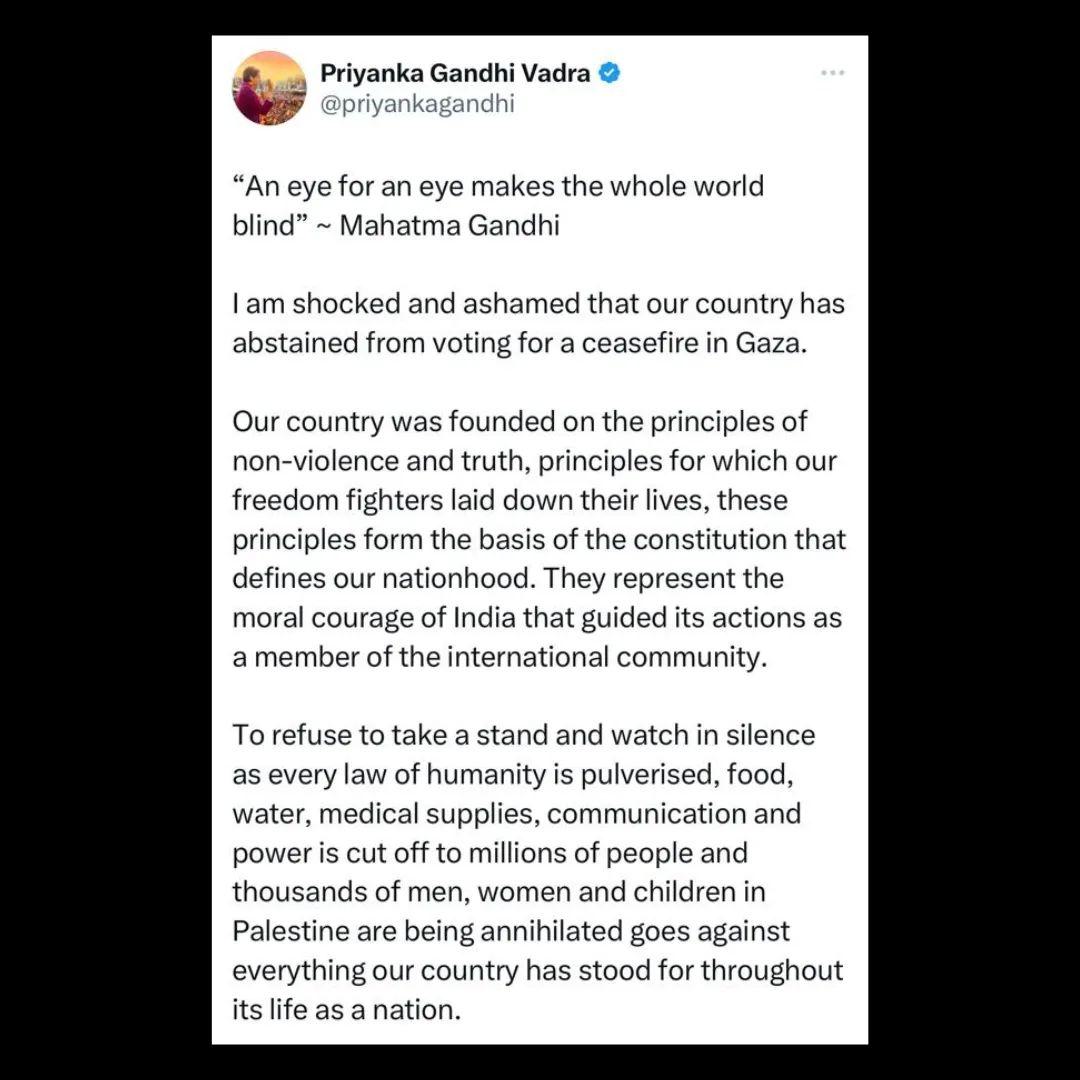 Priyanka Gandhi Vadra
@priyankagandhi
“An eye for an eye makes the whole world
blind” ~ Mahatma Gandhi
I am shocked and ashamed that our country has
abstained from voting for a ceasefire in Gaza.
Our country was founded on the principles of
non-violence and truth, principles for which our
freedom fighters laid down their lives, these
principles form the basis of the constitution that
defines our nationhood. They represent the
moral courage of India that guided its actions as
a member of the international community.
To refuse to take a stand and watch in silence
as every law of humanity is pulverised, food,
water, medical supplies, communication and
power is cut off to millions of people and
thousands of men, women and children in
Palestine are being annihilated goes against
everything our country has stood for throughout
its life as a nation.